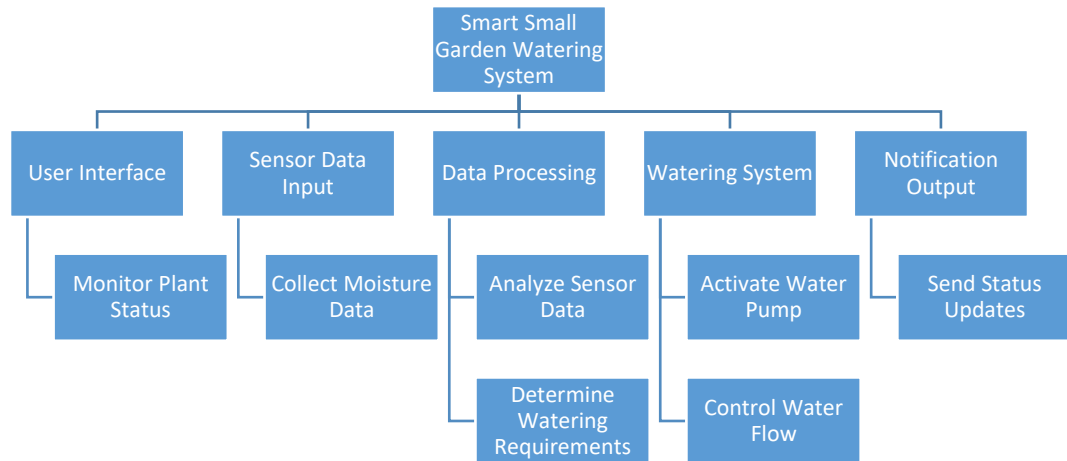 Smart Small
Garden Watering
System
User Interface
Sensor Data
Input
Data Processing
Watering System
Notification
Output
Monitor Plant
Status
Collect Moisture
Data
Analyze Sensor
Data
Activate Water
Pump
Send Status
Updates
Determine
Watering
Requirements
Control Water
Flow